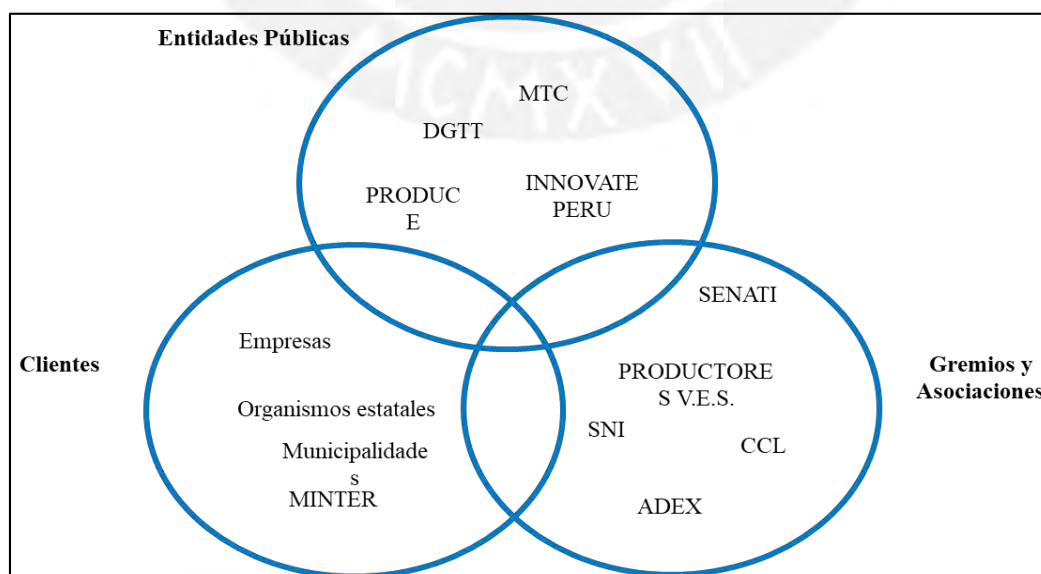 Entidades Públicas
MTC
DGTT
PRODUC
E
INNOVATE
PERU
SENATI
Clientes
Empresas
Organismos estatales
Municipalidade
s
MINTER
PRODUCTORE
S V.E.S.
SNI
CCL
ADEX
Gremios y
Asociaciones
MCMXVII